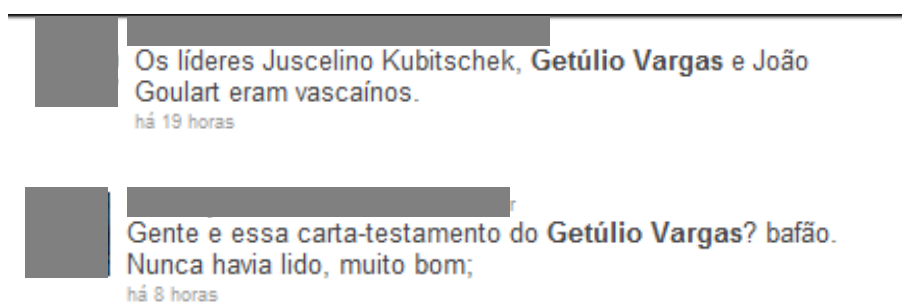 Os líderes Juscelino Kubitschek, Getúlio Vargas e João
Goulart eram vascaínos.
há 19 horas
Gente e essa carta-testamento do Getúlio Vargas? bafão.
Nunca havia lido, muito bom;
há 8 horas